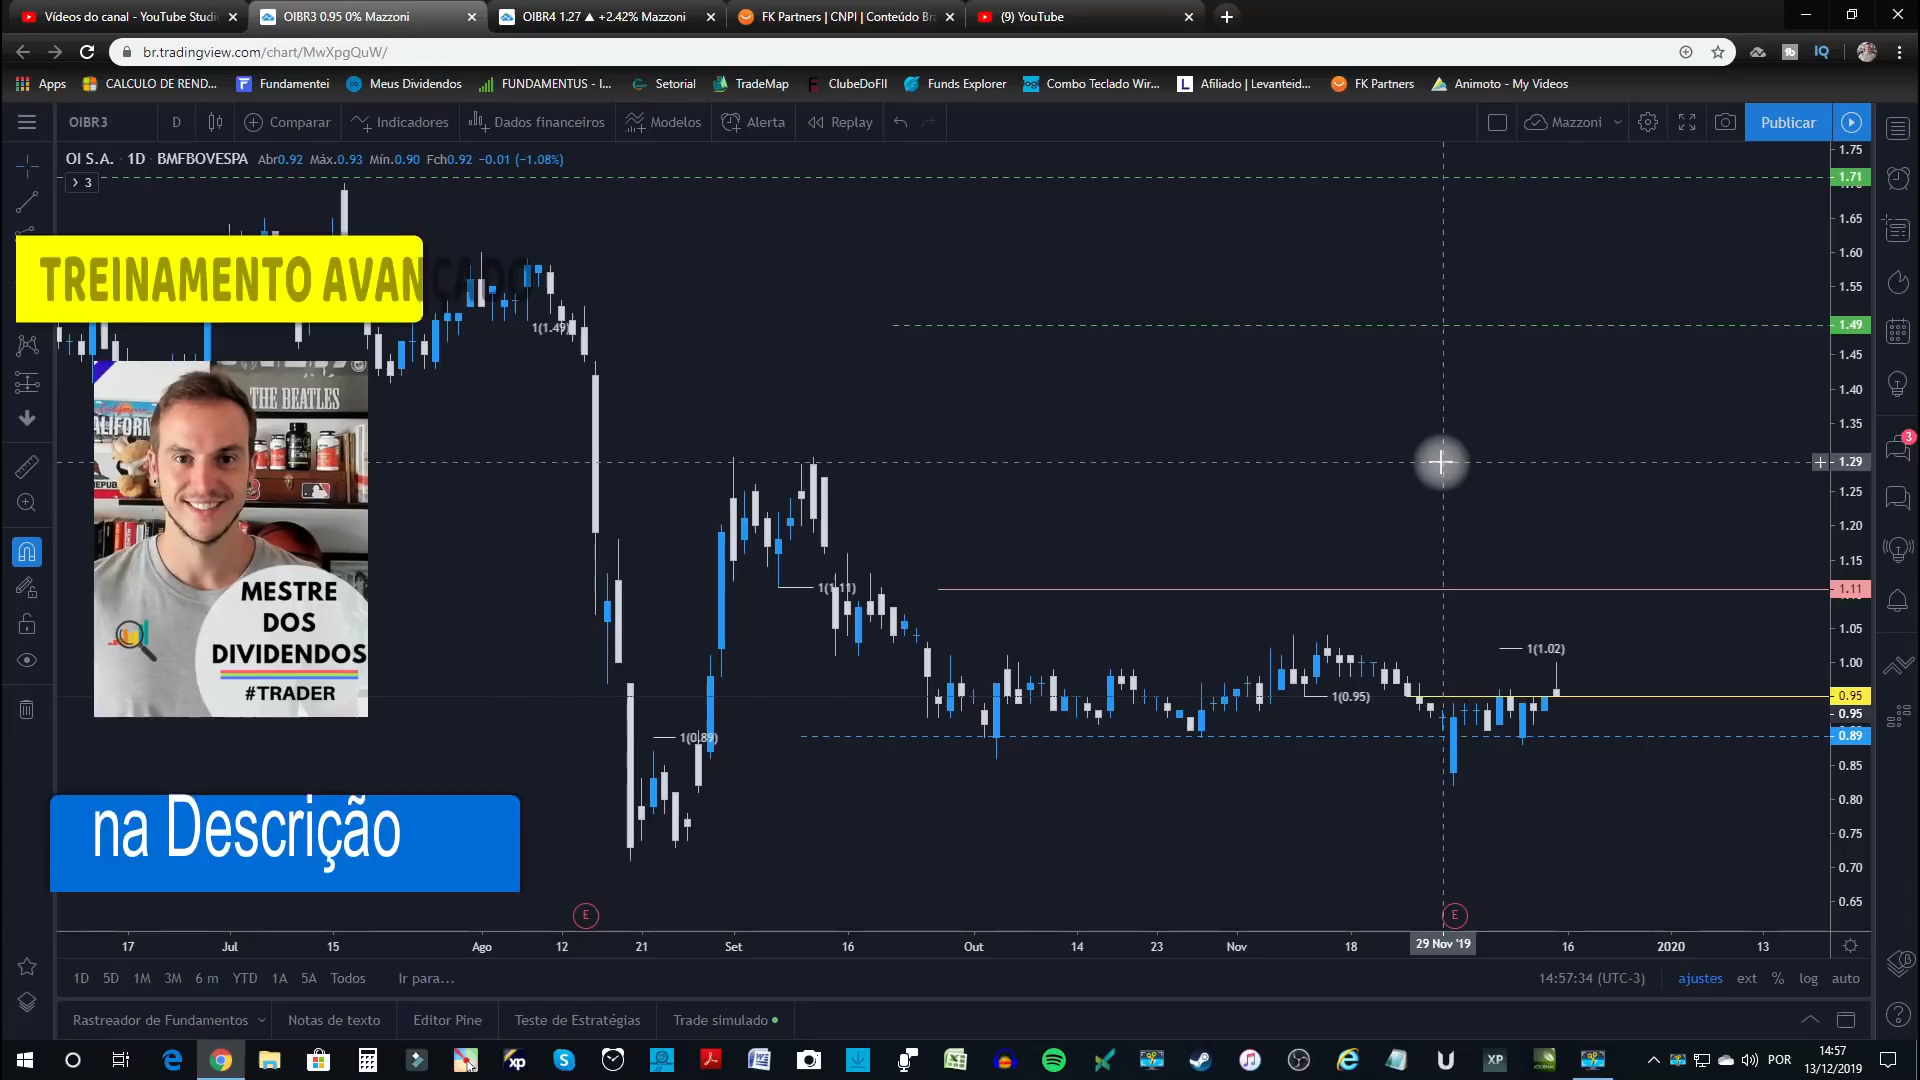 Vídeos do canal - YouTube Studi
OIBR3 0.95 0% Mazzoni
OIBR4 1.27 ▲ +2.42% Mazzoni
FK Partners | CNPI | Conteúdo Bra
(9) YouTube
br.tradingview.com/chart/MwXpgQuW/
Apps
CALCULO DE REND...
Fundamentei
Meus Dividendos
FUNDAMENTUS - I...
Setorial
TradeMap
ClubeDoFII
Funds Explorer
Combo Teclado Wir...
Afiliado | Levanteid...
FK Partners
Animoto - My Videos
OIBR3
D
Comparar
Indicadores
Dados financeiros
Modelos
Alerta
Replay
Mazzoni
Publicar
OI S.A. · 1D · BMFBOVESPA Abr0.92 Máx.0.93 Mín.0.90 Fch0.92 −0.01 (−1.08%)
3
1.75
1.71
1.65
1.60
1.55
1.49
1.45
1.40
1.35
1.29
1.25
1.20
1.15
1.11
1.05
1.00
0.95
0.95
0.89
0.85
0.80
0.75
0.70
0.65
TREINAMENTO AVANÇADO
1(1.49)
THE BEATLES
MESTRE
DOS
DIVIDENDOS
#TRADER
1(1.11)
1(1.02)
1(0.95)
1(0.89)
na Descrição
E
E
17
Jul
15
Ago
12
21
Set
16
Out
14
23
Nov
18
29 Nov '19
16
2020
13
1D
5D
1M
3M
6 m
YTD
1A
5A
Todos
Ir para...
14:57:34 (UTC-3)
ajustes
ext
%
log
auto
Rastreador de Fundamentos
Notas de texto
Editor Pine
Teste de Estratégias
Trade simulado
3
POR
14:57
13/12/2019